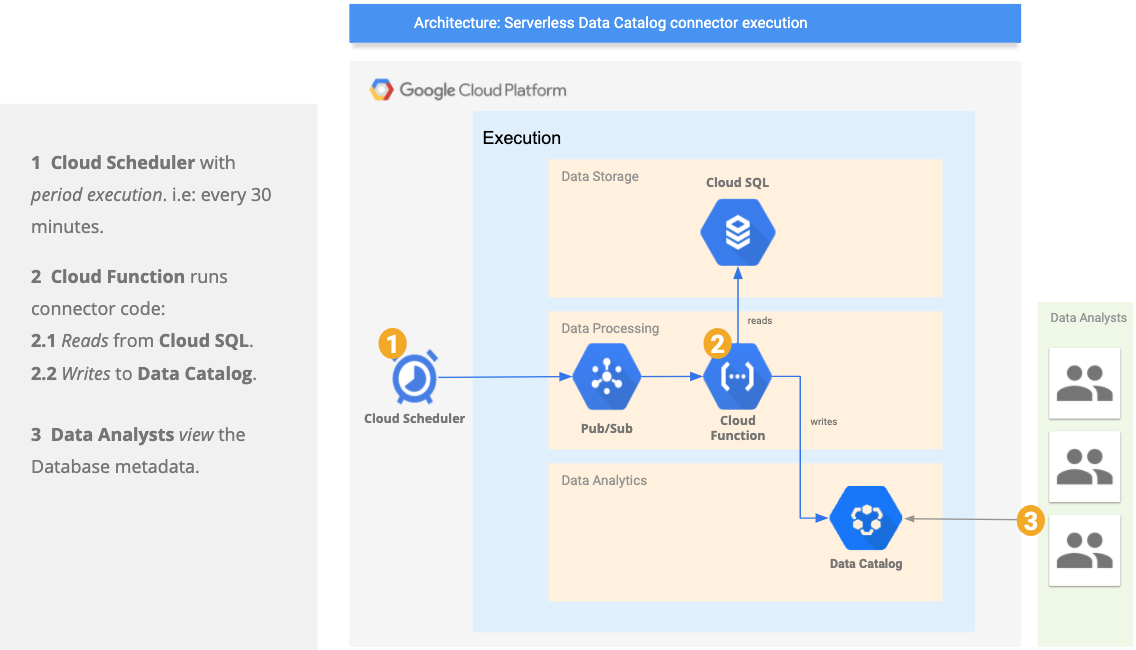 Architecture: Serverless Data Catalog connector execution
Google Cloud Platform
1 Cloud Scheduler with
period execution. i.e: every 30
minutes.
2 Cloud Function runs
connector code:
2.1 Reads from Cloud SQL.
2.2 Writes to Data Catalog.
3 Data Analysts view the
Database metadata.
Execution
Data Storage
Cloud SQL
reads
Data Processing
1
2
Cloud Scheduler
Pub/Sub
Cloud
Function
writes
Data Analytics
Data Catalog
3
Data Analysts